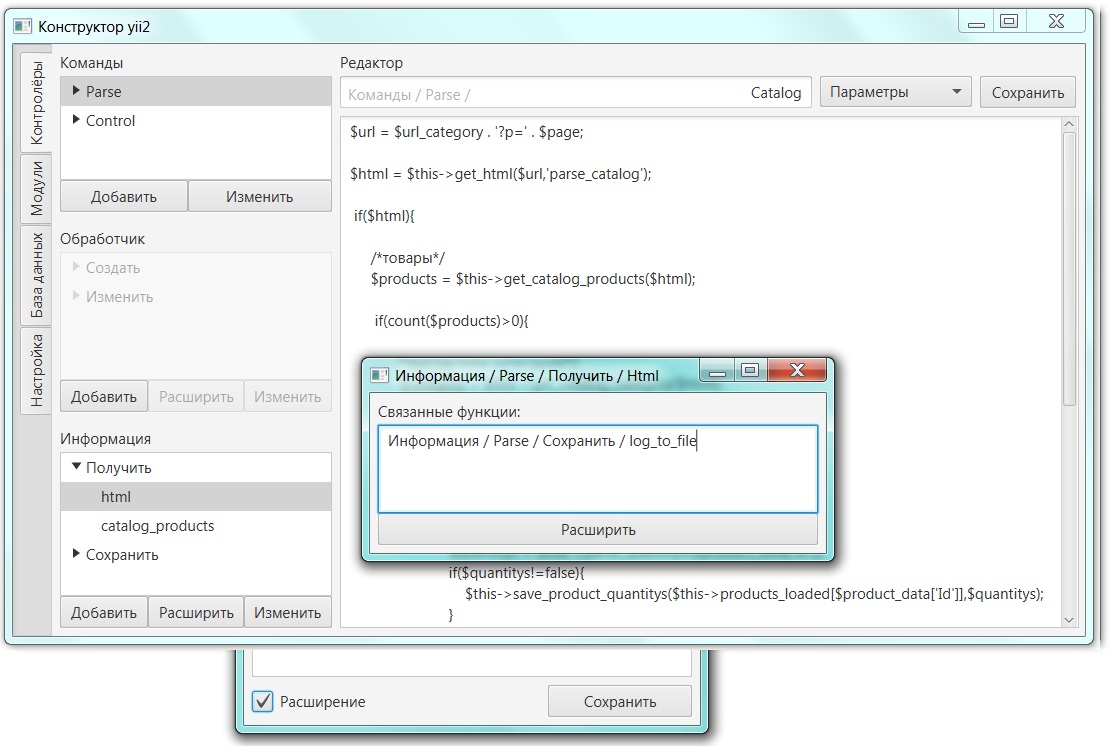 Конструктор yii2
Контролёры
Модули
База данных
Настройка
Команды
Parse
Control
Добавить
Изменить
Обработчик
Создать
Изменить
Добавить
Расширить
Изменить
Информация
Получить
html
catalog_products
Сохранить
Добавить
Расширить
Изменить
Редактор
Команды / Parse /
Catalog
Параметры
Сохранить
$url = $url_category . '?p=' . $page;
$html = $this->get_html($url,'parse_catalog');
if($html){
/*товары*/
$products = $this->get_catalog_products($html);
if(count($products)>0){
Информация / Parse / Получить / Html
Связанные функции:
Информация / Parse / Сохранить / log_to_file
Расширить
if($quantitys!=false){
$this->save_product_quantitys($this->products_loaded[$product_data['Id']],$quantitys);
}
Расширение
Сохранить